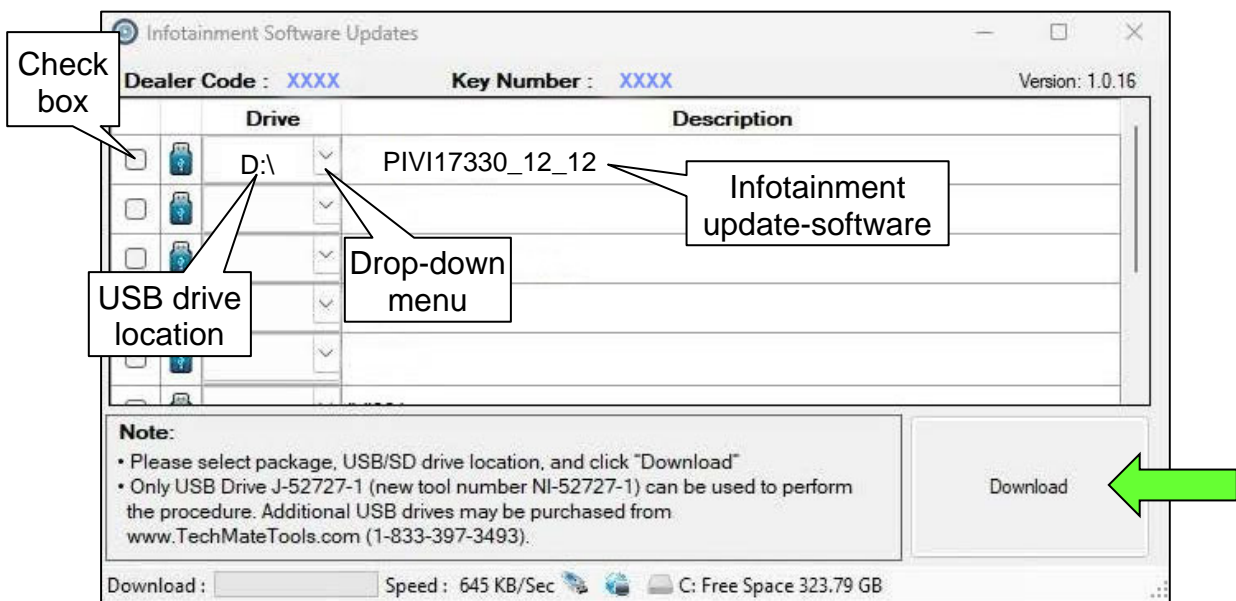 Infotainment Software Updates
Check
box
Dealer Code : XXXX Key Number : XXXX Version: 1.0.16
Drive Description
D:\ PIVI17330_12_12
Infotainment
update-software
Drop-down
menu
USB drive
location
Note:
• Please select package, USB/SD drive location, and click "Download"
• Only USB Drive J-52727-1 (new tool number NI-52727-1) can be used to perform
the procedure. Additional USB drives may be purchased from
www.TechMateTools.com (1-833-397-3493).
Download
Download : Speed : 645 KB/Sec C: Free Space 323.79 GB